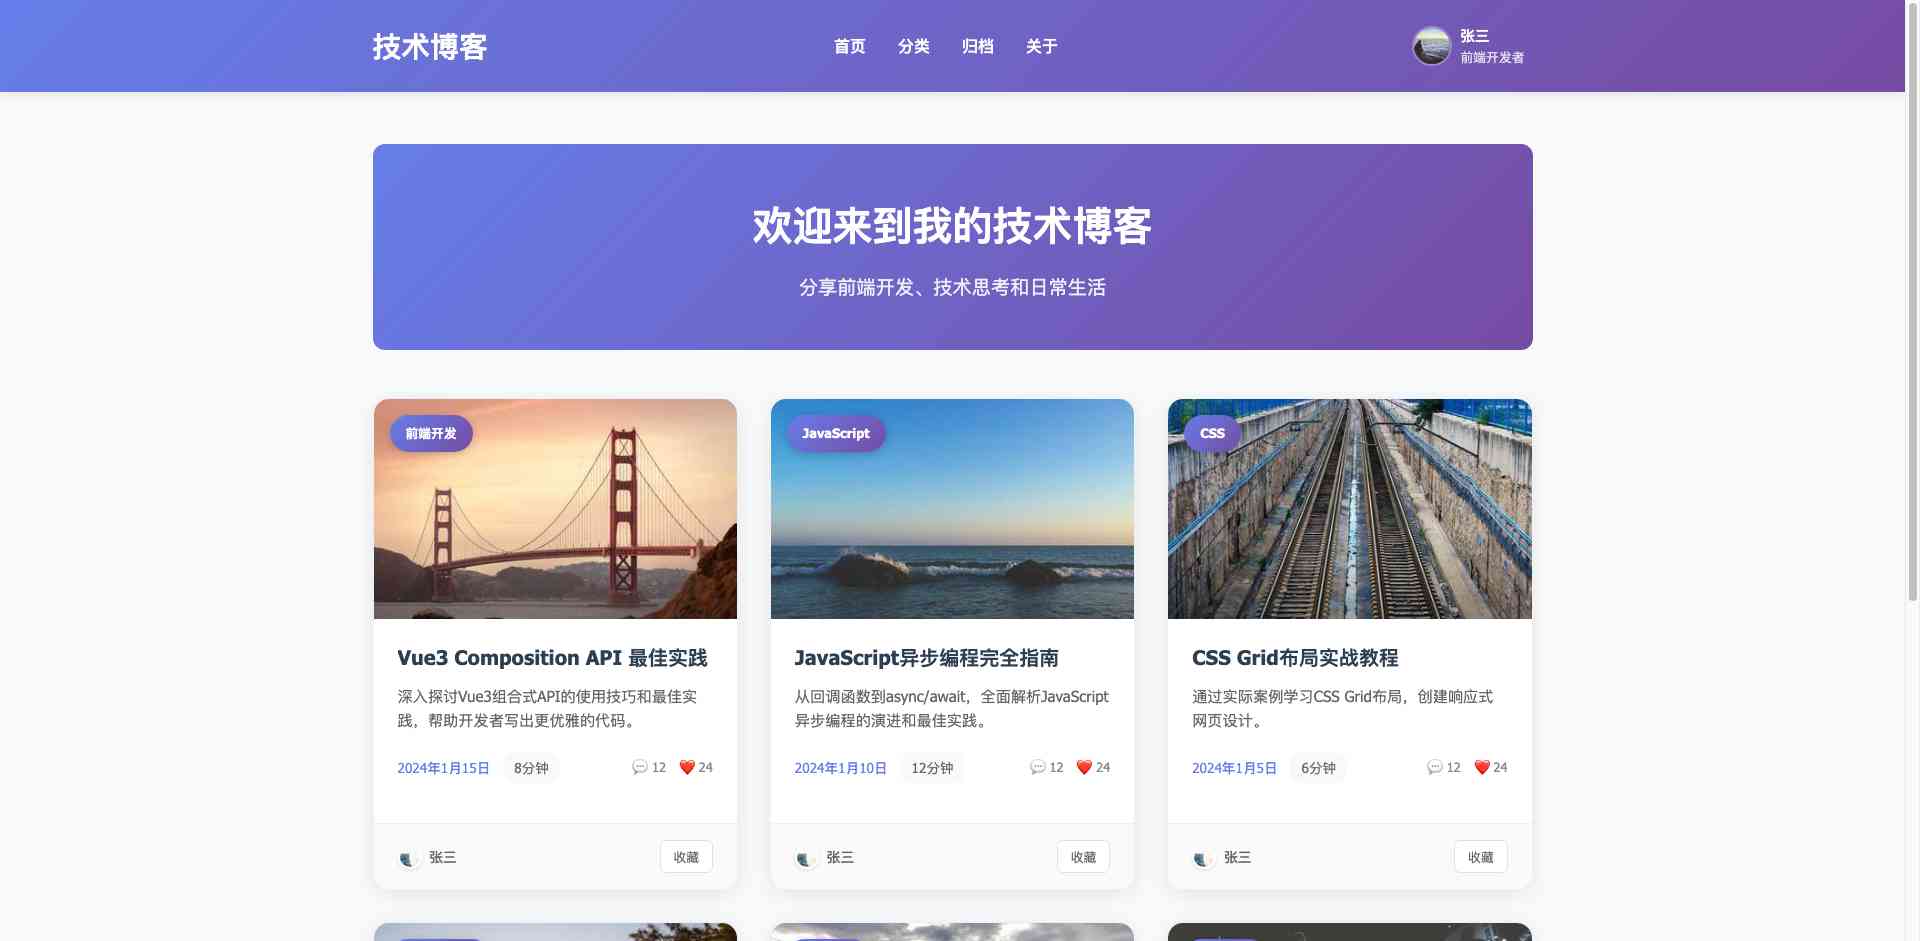 技术博客
首页 分类 归档 关于
张三
前端开发者
欢迎来到我的技术博客
分享前端开发、技术思考和日常生活
前端开发
Vue3 Composition API 最佳实践
深入探讨Vue3组合式API的使用技巧和最佳实
践，帮助开发者写出更优雅的代码。
2024年1月15日 8分钟 12 24
张三 收藏
JavaScript
JavaScript异步编程完全指南
从回调函数到async/await，全面解析JavaScript
异步编程的演进和最佳实践。
2024年1月10日 12分钟 12 24
张三 收藏
CSS
CSS Grid布局实战教程
通过实际案例学习CSS Grid布局，创建响应式
网页设计。
2024年1月5日 6分钟 12 24
张三 收藏